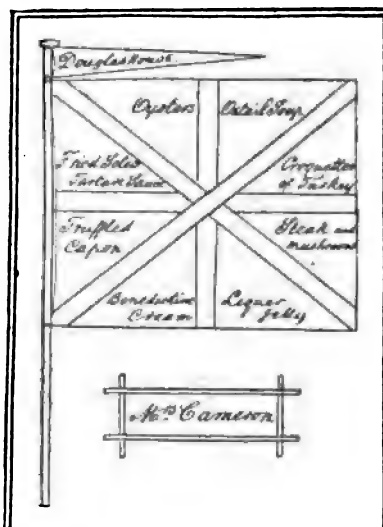 Douglas House
Oysters
Oxtail Soup
Fried Soles
Tartare Sauce
Croquettes
of Turkey
Truffled
Capon
Steak and
mushrooms
Benedictine
Cream
Liquer
Jelly
Mrs Cameron